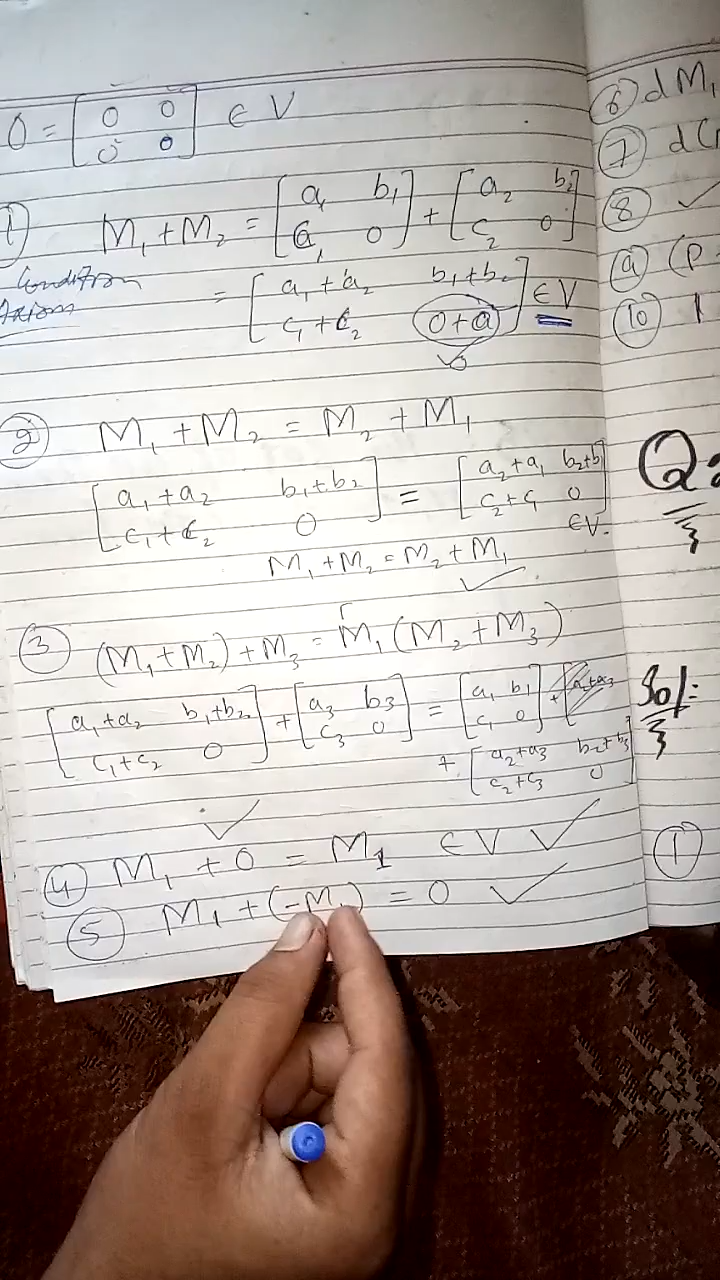 0 = [ 0 0 ] ∈ V
[ 0 0 ]
1) M₁ + M₂ = [ a₁ b₁ ] + [ a₂ b₂ ]
[ c₁ 0 ] [ c₂ 0 ]
Condition
Axiom
= [ a₁ + a₂ b₁ + b₂ ] ∈ V
[ c₁ + c₂ 0 + 0 ]
② M₁ + M₂ = M₂ + M₁
[ a₁ + a₂ b₁ + b₂ ] = [ a₂ + a₁ b₂ + b ]
[ c₁ + c₂ 0 ] [ c₂ + c₁ 0 ]
∈ V.
M₁ + M₂ = M₂ + M₁ ✓
③ (M₁ + M₂) + M₃ = M₁ (M₂ + M₃)
[ a₁ + a₂ b₁ + b₂ ] + [ a₃ b₃ ] = [ a₁ b₁ ] +
[ c₁ + c₂ 0 ] [ c₃ 0 ] [ c₁ 0 ]
+ [ a₂ + a₃ b₂ + b₃ ]
[ c₂ + c₃ 0 ]
✓
④ M₁ + 0 = M₁ ∈ V ✓
⑤ M₁ + (-M₁) = 0 ✓
⑥ d M₁
⑦ d (
⑧ ✓
⑨ (P
⑩ 1
Q:
Sol:
①